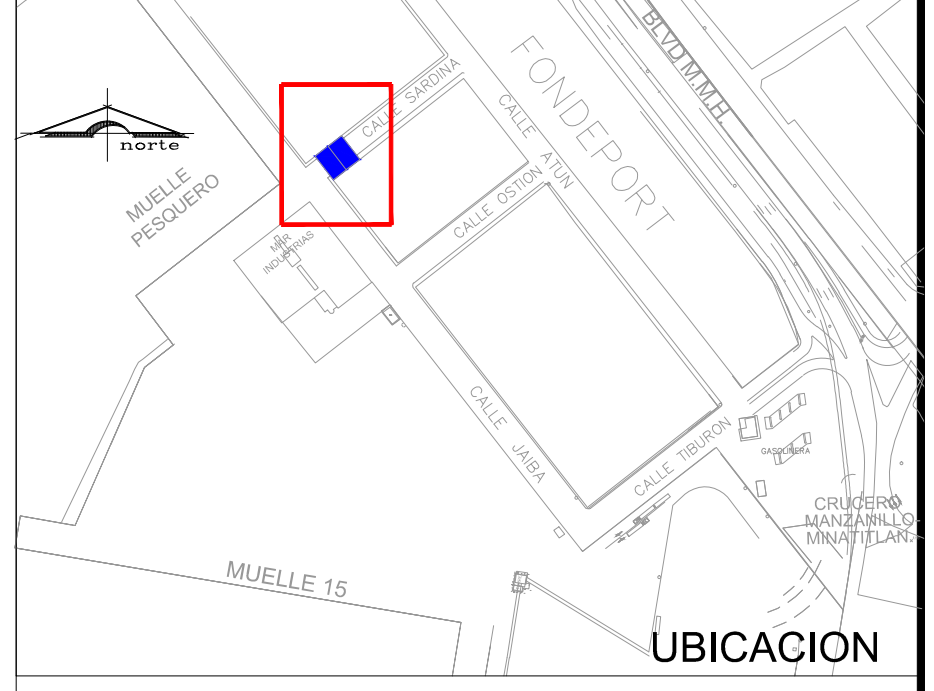 BLVD M.M.H.
FONDEPORT
CALLE SARDINA
CALLE ATUN
norte
MUELLE
PESQUERO
CALLE OSTION
MAR
INDUSTRIAS
CALLE JAIBA
CALLE TIBURON
GASOLINERA
CRUCERO
MANZANILLO-
MINATITLAN.
MUELLE 15
UBICACION